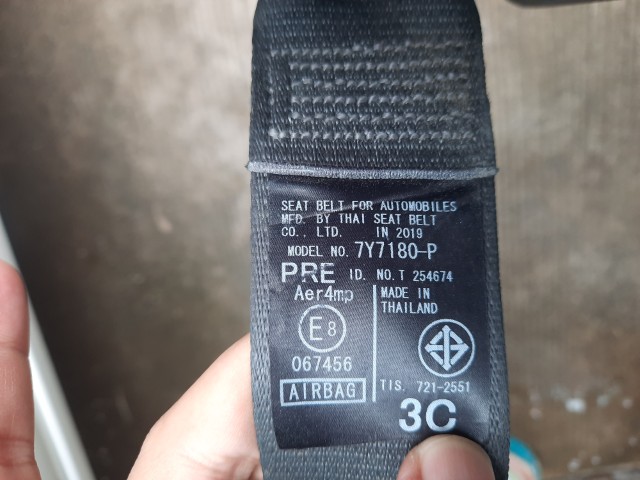 SEAT BELT FOR AUTOMOBILES
MFD. BY THAI SEAT BELT
CO., LTD. IN 2019
MODEL NO. 7Y7180-P
PRE ID. NO.T 254674
Aer4mp
E8
067456
AIRBAG
MADE IN
THAILAND
TIS. 721-2551
3C